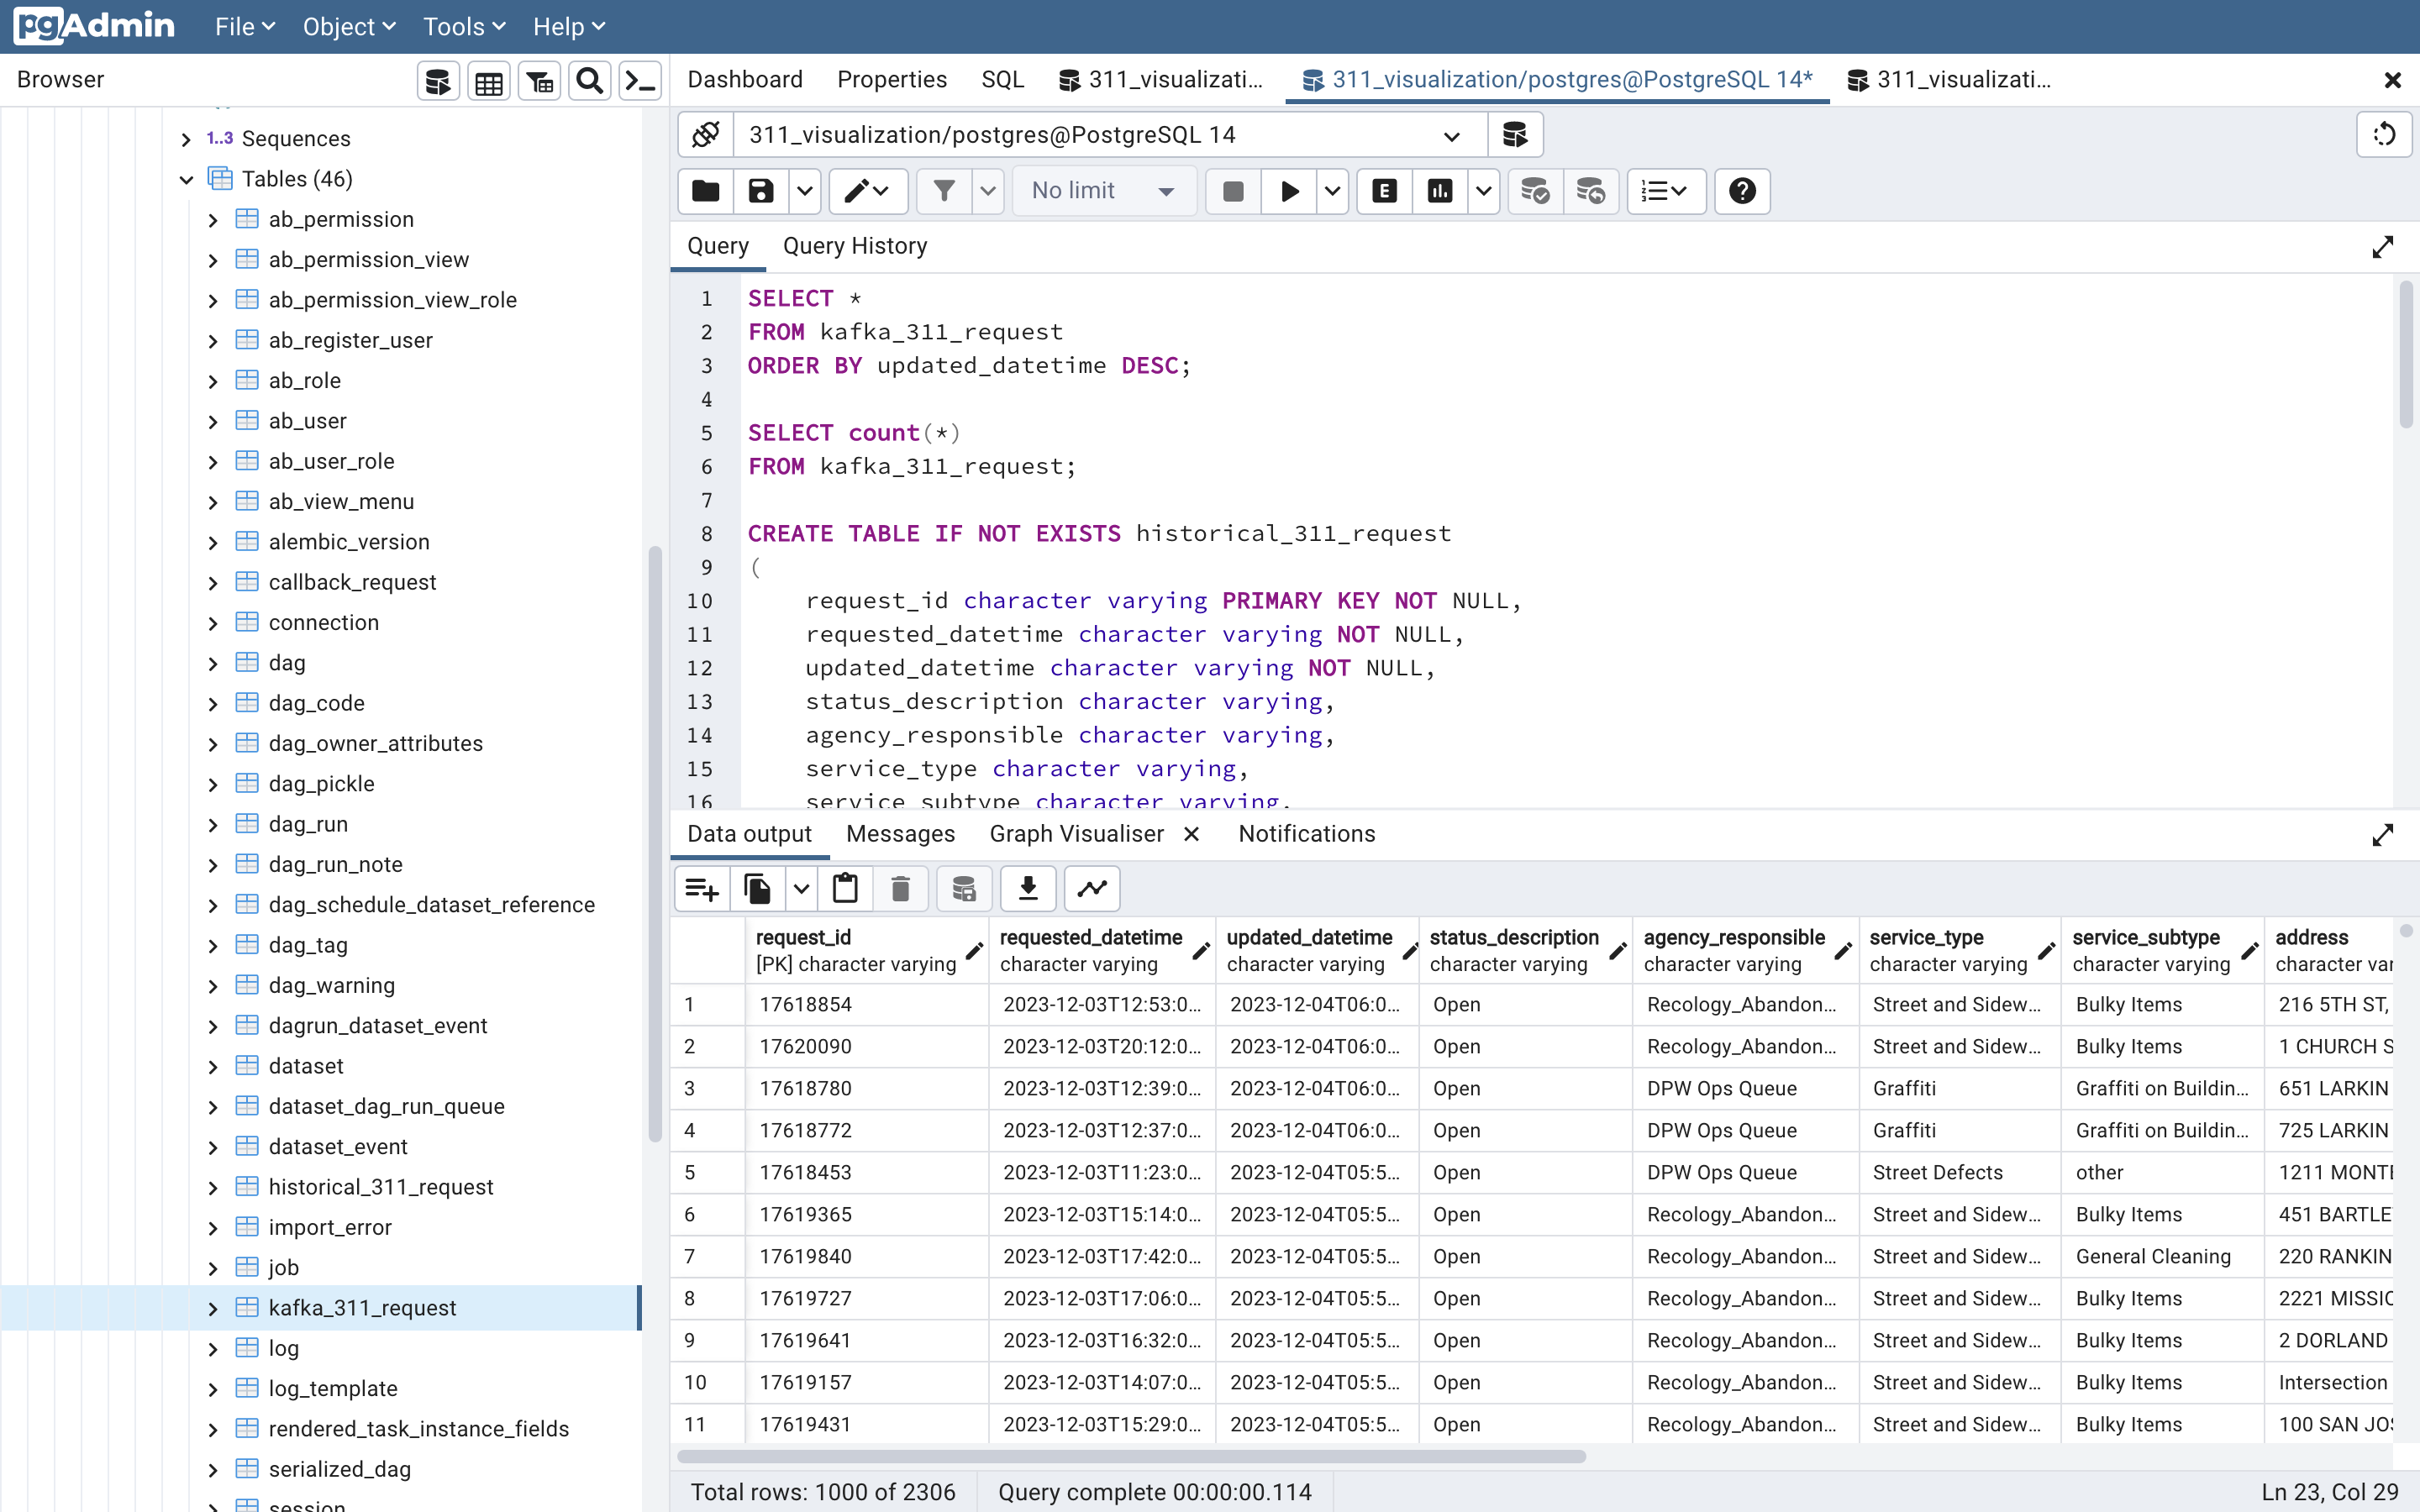 pgAdmin File Object Tools Help
Browser
Dashboard Properties SQL 311_visualizati... 311_visualization/postgres@PostgreSQL 14* 311_visualizati...
1..3 Sequences
Tables (46)
ab_permission
ab_permission_view
ab_permission_view_role
ab_register_user
ab_role
ab_user
ab_user_role
ab_view_menu
alembic_version
callback_request
connection
dag
dag_code
dag_owner_attributes
dag_pickle
dag_run
dag_run_note
dag_schedule_dataset_reference
dag_tag
dag_warning
dagrun_dataset_event
dataset
dataset_dag_run_queue
dataset_event
historical_311_request
import_error
job
kafka_311_request
log
log_template
rendered_task_instance_fields
serialized_dag
session
311_visualization/postgres@PostgreSQL 14
No limit
Query Query History
1 SELECT *
2 FROM kafka_311_request
3 ORDER BY updated_datetime DESC;
4
5 SELECT count(*)
6 FROM kafka_311_request;
7
8 CREATE TABLE IF NOT EXISTS historical_311_request
9 (
10 request_id character varying PRIMARY KEY NOT NULL,
11 requested_datetime character varying NOT NULL,
12 updated_datetime character varying NOT NULL,
13 status_description character varying,
14 agency_responsible character varying,
15 service_type character varying,
16 service_subtype character varying,
Data output Messages Graph Visualiser Notifications
request_id requested_datetime updated_datetime status_description agency_responsible service_type service_subtype address
[PK] character varying character varying character varying character varying character varying character varying character varying character var
1 17618854 2023-12-03T12:53:0... 2023-12-04T06:0... Open Recology_Abandon... Street and Sidew... Bulky Items 216 5TH ST,
2 17620090 2023-12-03T20:12:0... 2023-12-04T06:0... Open Recology_Abandon... Street and Sidew... Bulky Items 1 CHURCH S
3 17618780 2023-12-03T12:39:0... 2023-12-04T06:0... Open DPW Ops Queue Graffiti Graffiti on Buildin... 651 LARKIN
4 17618772 2023-12-03T12:37:0... 2023-12-04T06:0... Open DPW Ops Queue Graffiti Graffiti on Buildin... 725 LARKIN
5 17618453 2023-12-03T11:23:0... 2023-12-04T05:5... Open DPW Ops Queue Street Defects other 1211 MONTE
6 17619365 2023-12-03T15:14:0... 2023-12-04T05:5... Open Recology_Abandon... Street and Sidew... Bulky Items 451 BARTLE
7 17619840 2023-12-03T17:42:0... 2023-12-04T05:5... Open Recology_Abandon... Street and Sidew... General Cleaning 220 RANKIN
8 17619727 2023-12-03T17:06:0... 2023-12-04T05:5... Open Recology_Abandon... Street and Sidew... Bulky Items 2221 MISSIO
9 17619641 2023-12-03T16:32:0... 2023-12-04T05:5... Open Recology_Abandon... Street and Sidew... Bulky Items 2 DORLAND
10 17619157 2023-12-03T14:07:0... 2023-12-04T05:5... Open Recology_Abandon... Street and Sidew... Bulky Items Intersection
11 17619431 2023-12-03T15:29:0... 2023-12-04T05:5... Open Recology_Abandon... Street and Sidew... Bulky Items 100 SAN JOS
Total rows: 1000 of 2306 Query complete 00:00:00.114 Ln 23, Col 29